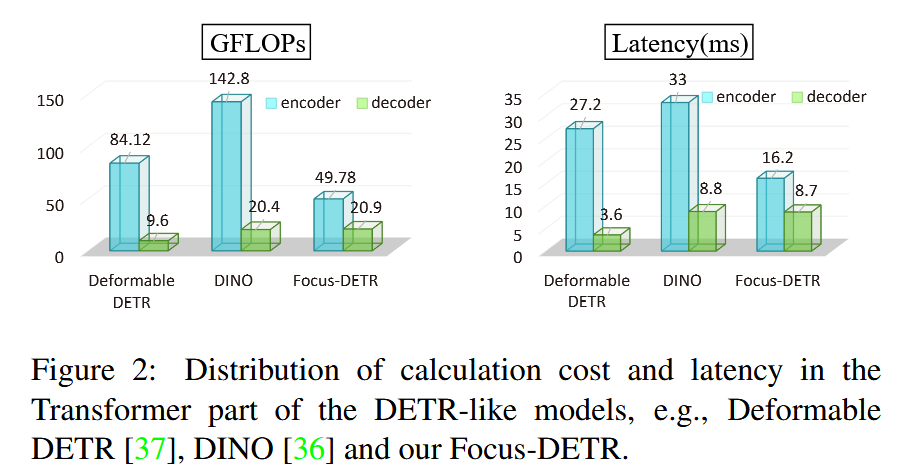 GFLOPs
142.8
150
encoder
decoder
84.12
100
49.78
50
9.6
20.4
20.9
0
Deformable
DETR
DINO
Focus-DETR
Latency(ms)
33
35
27.2
encoder
decoder
30
25
20
16.2
15
10
8.8
8.7
5
3.6
0
Deformable
DETR
DINO
Focus-DETR
Figure 2: Distribution of calculation cost and latency in the
Transformer part of the DETR-like models, e.g., Deformable
DETR [37], DINO [36] and our Focus-DETR.